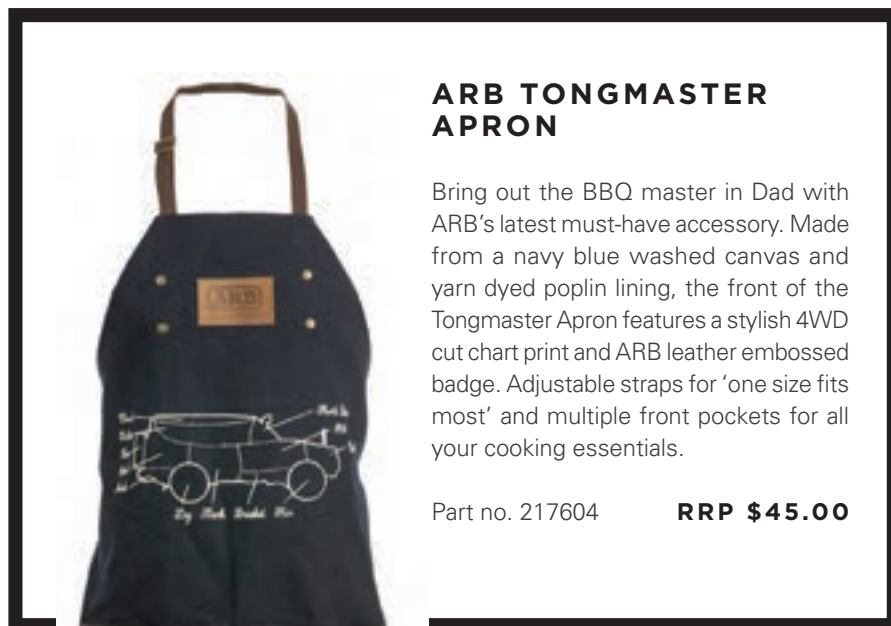 ARB TONGMASTER
APRON
Bring out the BBQ master in Dad with
ARB's latest must-have accessory. Made
from a navy blue washed canvas and
yarn dyed poplin lining, the front of the
Tongmaster Apron features a stylish 4WD
cut chart print and ARB leather embossed
badge. Adjustable straps for ‘one size fits
most’ and multiple front pockets for all
your cooking essentials.
Part no. 217604 RRP $45.00
ARB